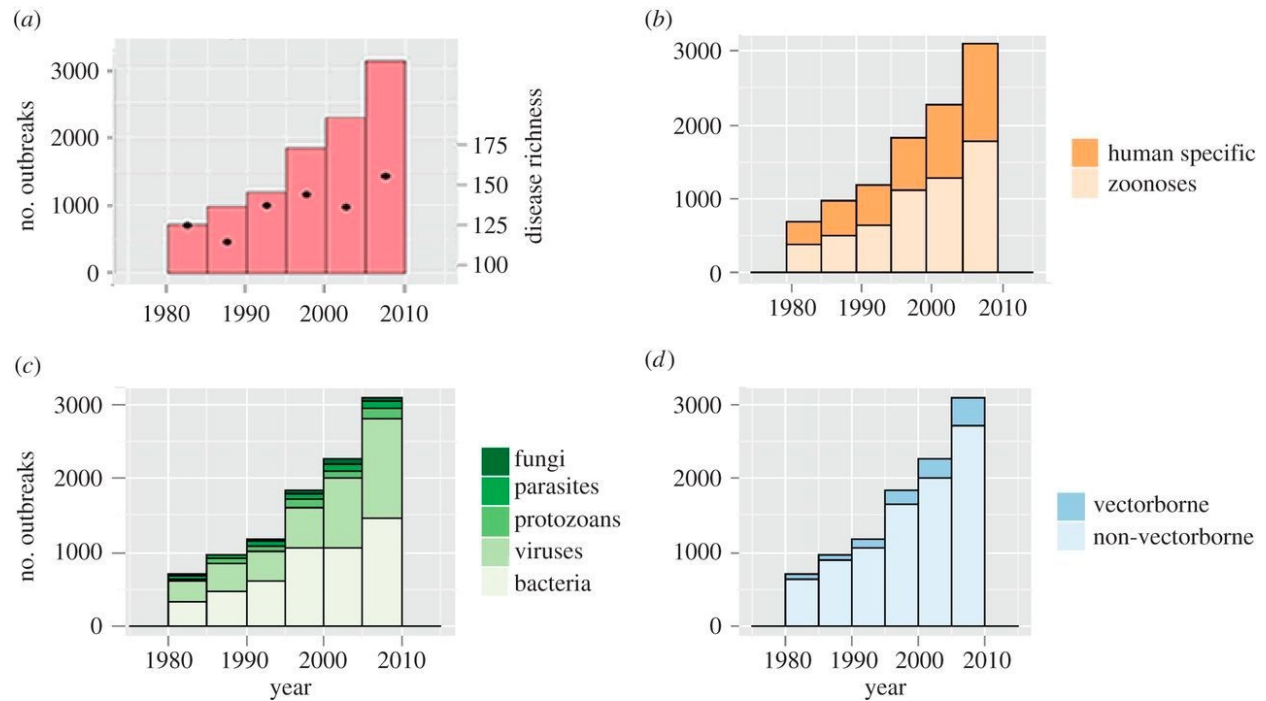 (a)
no. outbreaks
3000
2000
1000
0
175
150
125
100
disease richness
1980 1990 2000 2010
(b)
3000
2000
1000
0
1980 1990 2000 2010
human specific
zoonoses
(c)
no. outbreaks
3000
2000
1000
0
1980 1990 2000 2010
year
fungi
parasites
protozoans
viruses
bacteria
(d)
3000
2000
1000
0
1980 1990 2000 2010
year
vectorborne
non-vectorborne